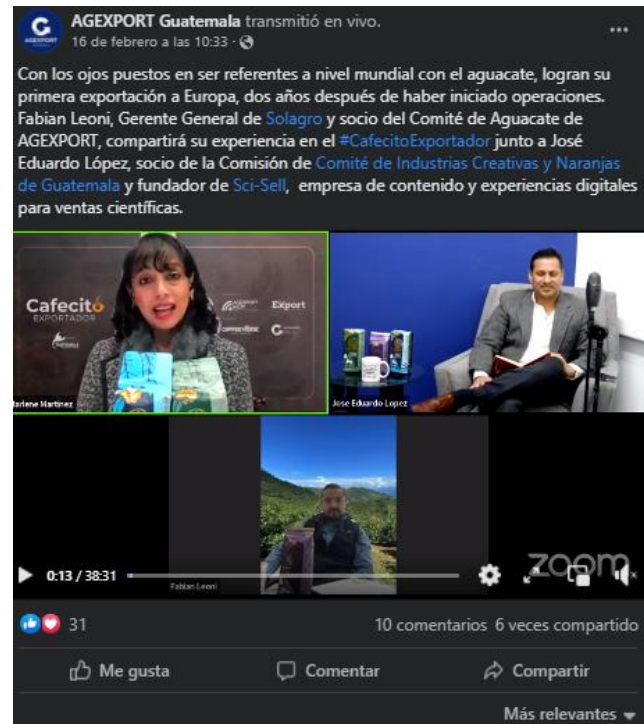 AGEXPORT Guatemala transmitió en vivo.
16 de febrero a las 10:33 ·
Con los ojos puestos en ser referentes a nivel mundial con el aguacate, logran su
primera exportación a Europa, dos años después de haber iniciado operaciones.
Fabian Leoni, Gerente General de Solagro y socio del Comité de Aguacate de
AGEXPORT, compartirá su experiencia en el #CafecitoExportador junto a José
Eduardo López, socio de la Comisión de Comité de Industrias Creativas y Naranjas
de Guatemala y fundador de Sci-Sell, empresa de contenido y experiencias digitales
para ventas científicas.
Cafecito
EXPORTADOR
Export
arlene Martinez
Jose Eduardo Lopez
0:13 / 38:31
Fabian Leoni
zoom
31
10 comentarios 6 veces compartido
Me gusta
Comentar
Compartir
Más relevantes